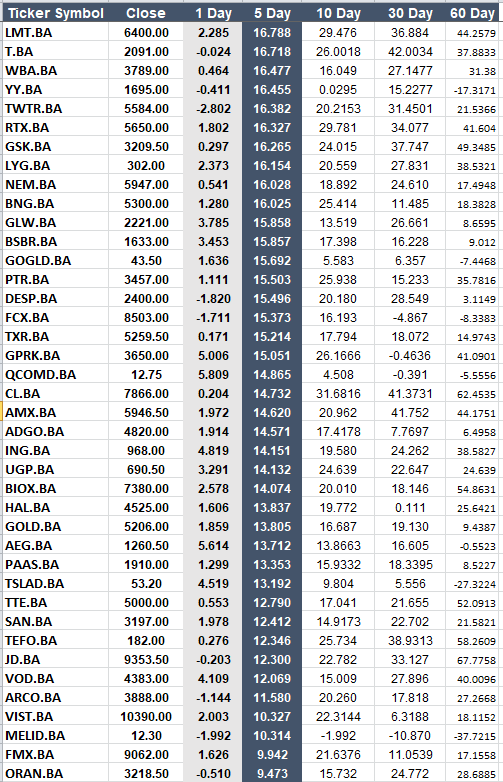 Ticker Symbol Close 1 Day 5 Day 10 Day 30 Day 60 Day
LMT.BA 6400.00 2.285 16.788 29.476 36.884 44.2579
T.BA 2091.00 -0.024 16.718 26.0018 42.0034 37.8833
WBA.BA 3789.00 0.464 16.477 16.049 27.1477 31.38
YY.BA 1695.00 -0.411 16.455 0.0295 15.2277 -17.3171
TWTR.BA 5584.00 -2.802 16.382 20.2153 31.4501 21.5366
RTX.BA 5650.00 1.802 16.327 29.781 34.077 41.604
GSK.BA 3209.50 0.297 16.265 24.015 37.747 49.3485
LYG.BA 302.00 2.373 16.154 20.559 27.831 38.5321
NEM.BA 5947.00 0.541 16.028 18.892 24.610 17.4948
BNG.BA 5300.00 1.280 16.025 25.414 11.485 18.3828
GLW.BA 2221.00 3.785 15.858 13.519 26.661 8.6595
BSBR.BA 1633.00 3.453 15.857 17.398 16.228 9.012
GOGLD.BA 43.50 1.636 15.692 5.583 6.357 -7.4468
PTR.BA 3457.00 1.111 15.503 25.938 15.233 35.7816
DESP.BA 2400.00 -1.820 15.496 20.180 28.549 3.1149
FCX.BA 8503.00 -1.711 15.373 16.193 -4.867 -8.3383
TXR.BA 5259.50 0.171 15.214 17.794 18.072 14.9743
GPRK.BA 3650.00 5.006 15.051 26.1666 -0.4636 41.0901
QCOMD.BA 12.75 5.809 14.865 4.508 -0.391 -5.5556
CL.BA 7866.00 0.204 14.732 31.6816 41.3731 62.4535
AMX.BA 5946.50 1.972 14.620 20.962 41.752 44.1751
ADGO.BA 4820.00 1.914 14.571 17.4178 7.7697 6.4958
ING.BA 968.00 4.819 14.151 19.580 24.262 38.5827
UGP.BA 690.50 3.291 14.132 24.639 22.647 24.639
BIOX.BA 7380.00 2.578 14.074 20.010 18.146 54.8631
HAL.BA 4525.00 1.606 13.837 19.772 0.111 25.6421
GOLD.BA 5206.00 1.859 13.805 16.687 19.130 9.4387
AEG.BA 1260.50 5.614 13.712 13.8663 16.605 -0.5523
PAAS.BA 1910.00 1.299 13.353 15.9332 18.3395 8.5227
TSLAD.BA 53.20 4.519 13.192 9.804 5.556 -27.3224
TTE.BA 5000.00 0.553 12.790 17.041 21.655 52.0913
SAN.BA 3197.00 1.978 12.412 14.9173 22.702 21.5821
TEFO.BA 182.00 0.276 12.346 25.734 38.9313 58.2609
JD.BA 9353.50 -0.203 12.300 22.782 33.127 67.7758
VOD.BA 4383.00 4.109 12.069 15.009 27.896 40.0096
ARCO.BA 3888.00 -1.144 11.580 20.260 17.818 27.2668
VIST.BA 10390.00 2.003 10.327 22.3144 6.3188 18.1152
MELID.BA 12.30 -1.992 10.314 -1.992 -10.870 -37.7215
FMX.BA 9062.00 1.626 9.942 21.6376 11.0539 17.1558
ORAN.BA 3218.50 -0.510 9.473 15.732 24.772 28.6885